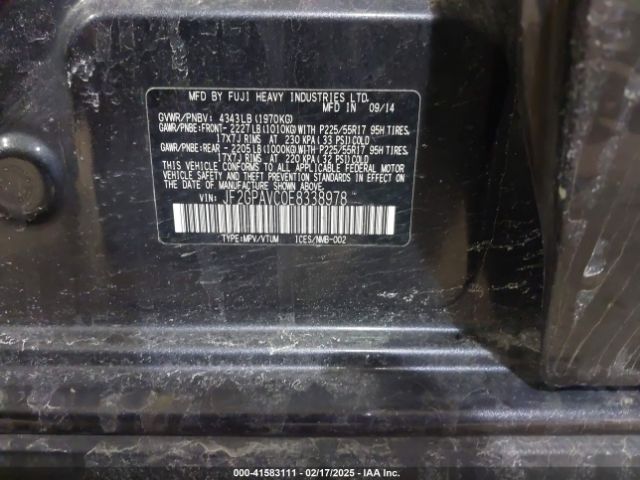 MFD BY FUJI HEAVY INDUSTRIES LTD.
MFD IN 09/14
GVWR/PNBV: 4343LB(1970KG)
GAWR/PNBE:FRONT- 2227LB(1010KG)WITH P225/55R17 95H TIRES.
17X7J RIMS AT 230 KPA(33 PSI)COLD
GAWR/PNBE:REAR - 2205LB(1000KG)WITH P225/55R17 95H TIRES.
17X7J RIMS AT 220 KPA(32 PSI)COLD
THIS VEHICLE CONFORMS TO ALL APPLICABLE FEDERAL MOTOR
VEHICLE SAFETY AND THEFT PREVENTION STANDARDS IN
EFFECT ON THE DATE OF MANUFACTURE SHOWN ABOVE.
VIN: JF2GPAVC0E8338978
TYPE:MPV/VTUM ICES/NMB-002
000-41583111 - 02/17/2025 - IAA Inc.